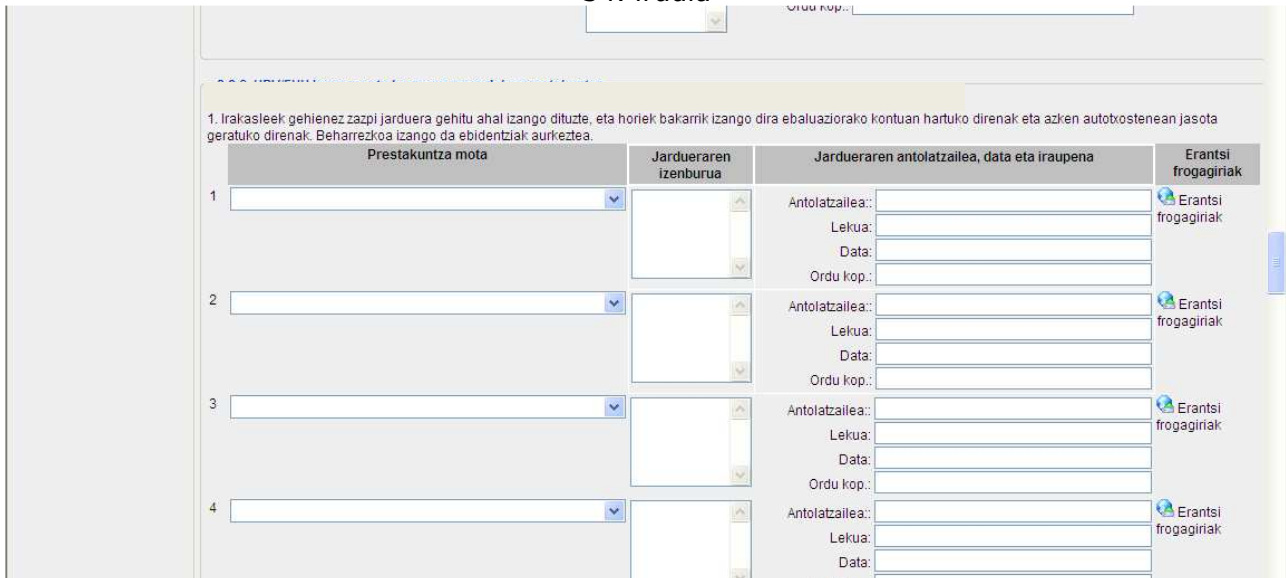 Ordu kop.:
1. Irakasleek gehienez zazpi jarduera gehitu ahal izango dituzte, eta horiek bakarrik izango dira ebaluaziorako kontuan hartuko direnak eta azken autotxostenean jasota
geratuko direnak. Beharrezkoa izango da ebidentziak aurkeztea.
Prestakuntza mota
Jardueraren
izenburua
Jardueraren antolatzailea, data eta iraupena
Erantsi
frogagiriak
1
Antolatzailea::
Lekua:
Data:
Ordu kop.:
Erantsi
frogagiriak
2
Antolatzailea::
Lekua:
Data:
Ordu kop.:
Erantsi
frogagiriak
3
Antolatzailea::
Lekua:
Data:
Ordu kop.:
Erantsi
frogagiriak
4
Antolatzailea::
Lekua:
Data:
Erantsi
frogagiriak